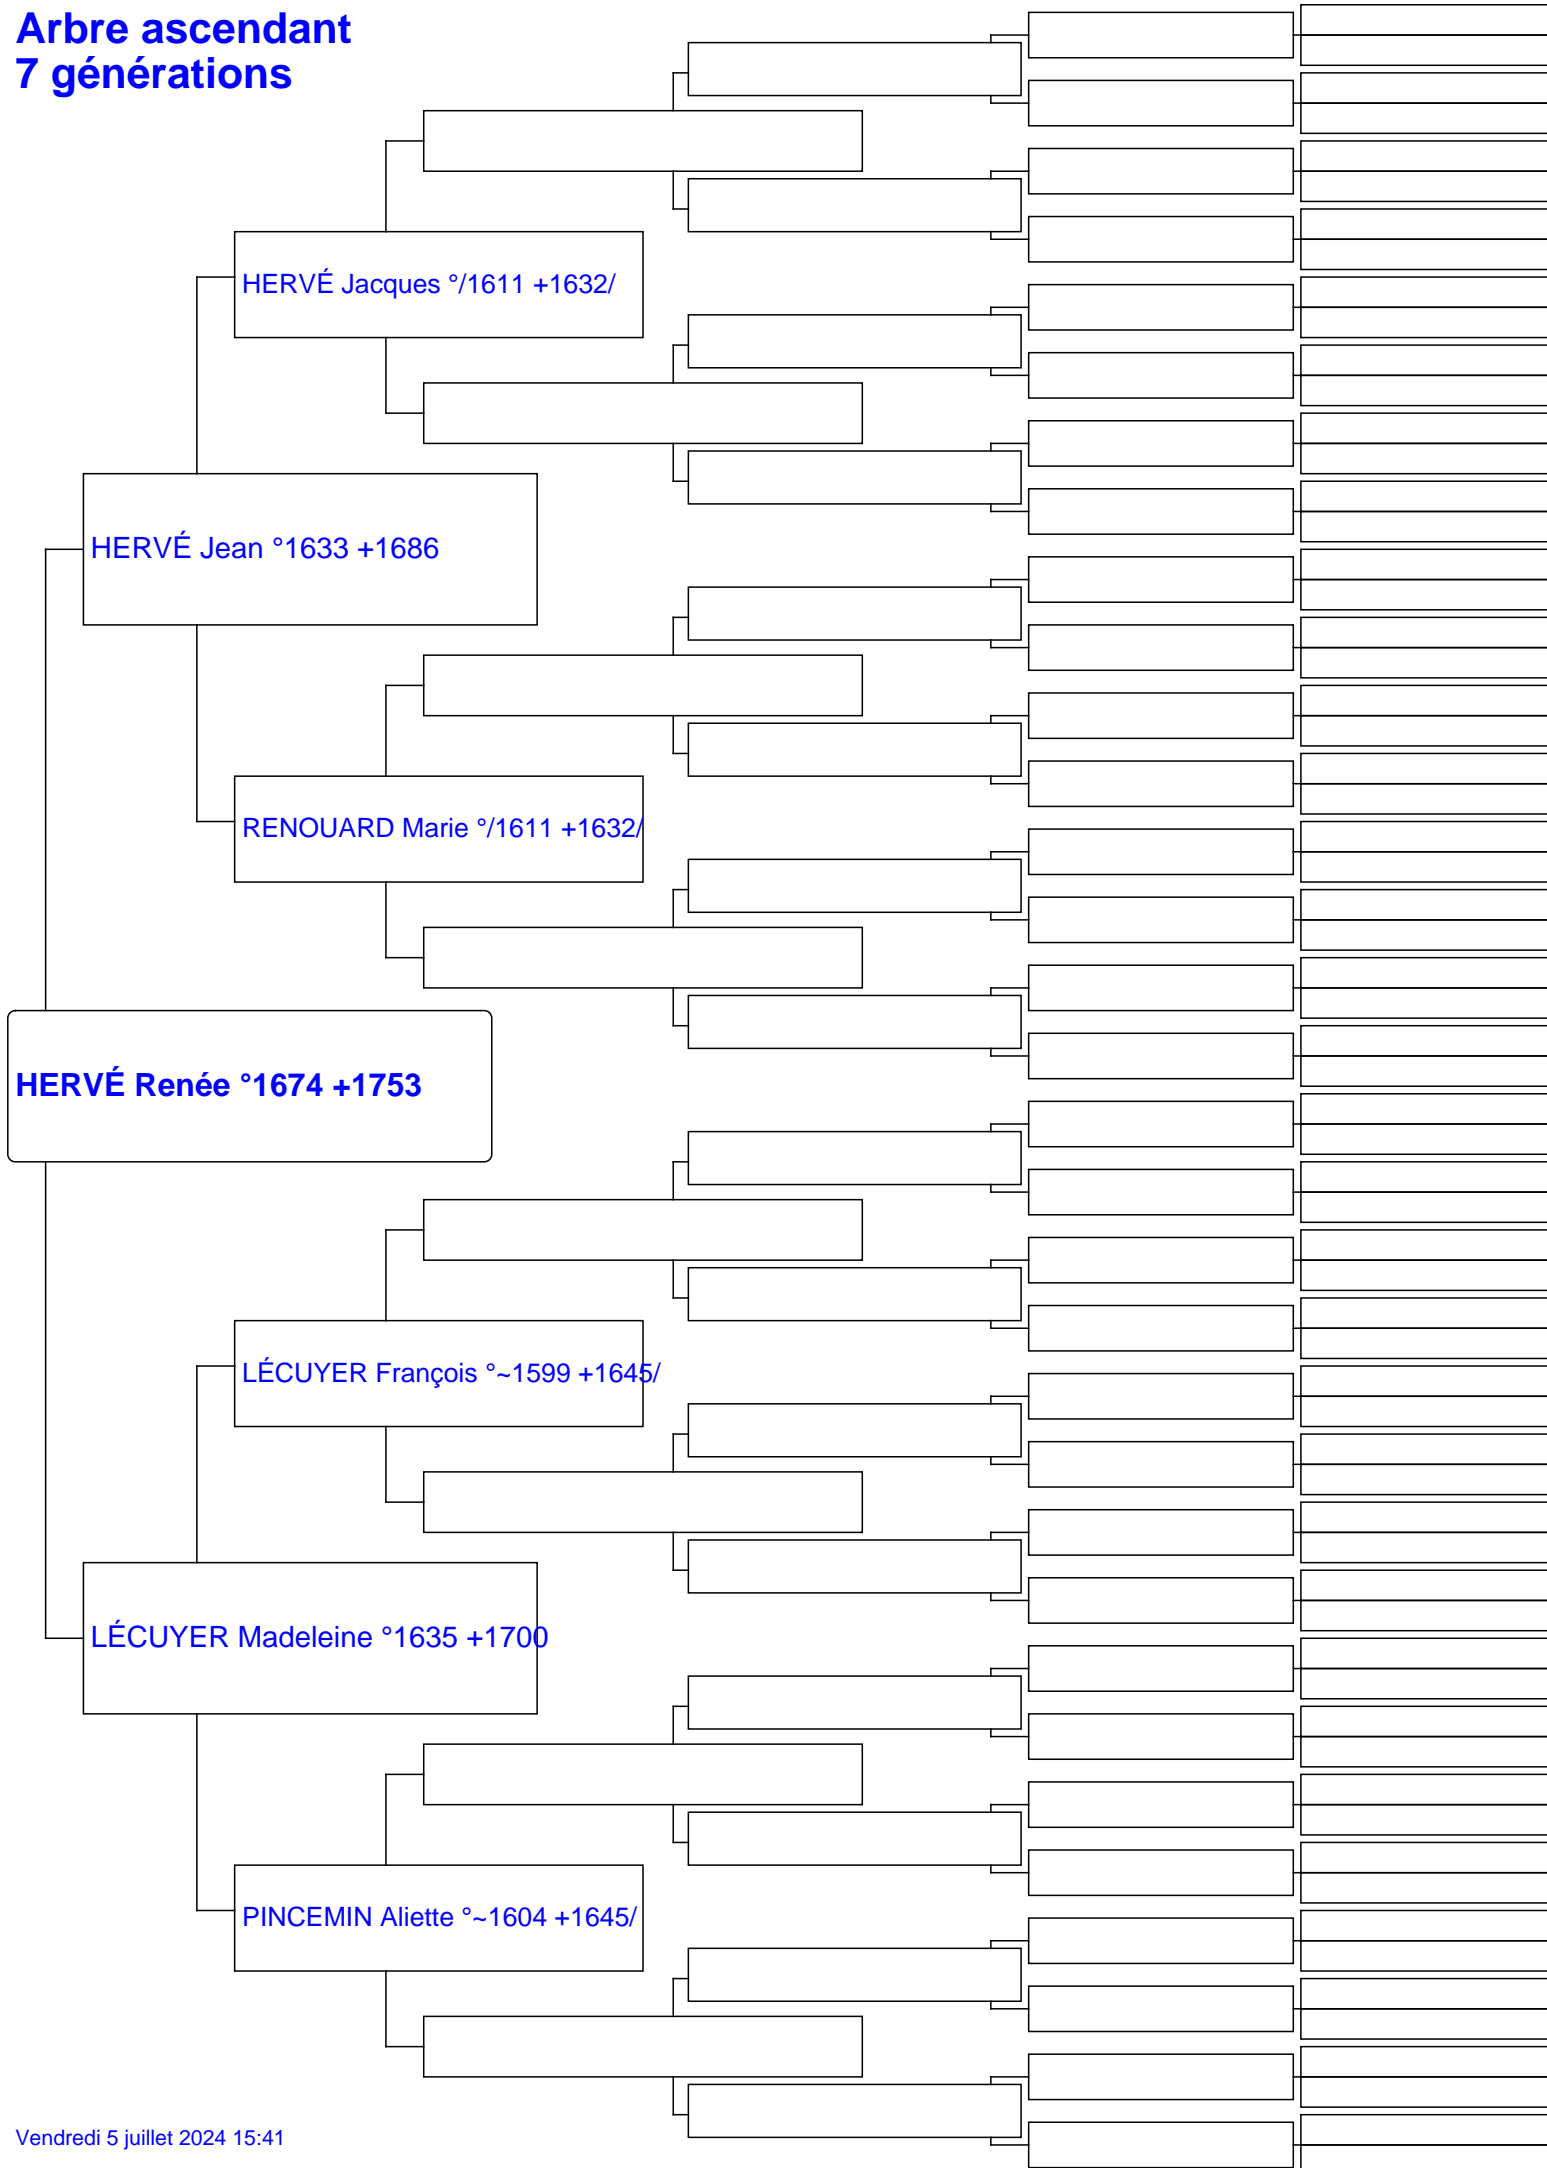 Arbre ascendant
7 générations
HERVÉ Jacques °/1611 +1632/
HERVÉ Jean °1633 +1686
RENOUARD Marie °/1611 +1632/
HERVÉ Renée °1674 +1753
LÉCUYER François °~1599 +1645/
LÉCUYER Madeleine °1635 +1700
PINCEMIN Aliette °~1604 +1645/
Vendredi 5 juillet 2024 15:41